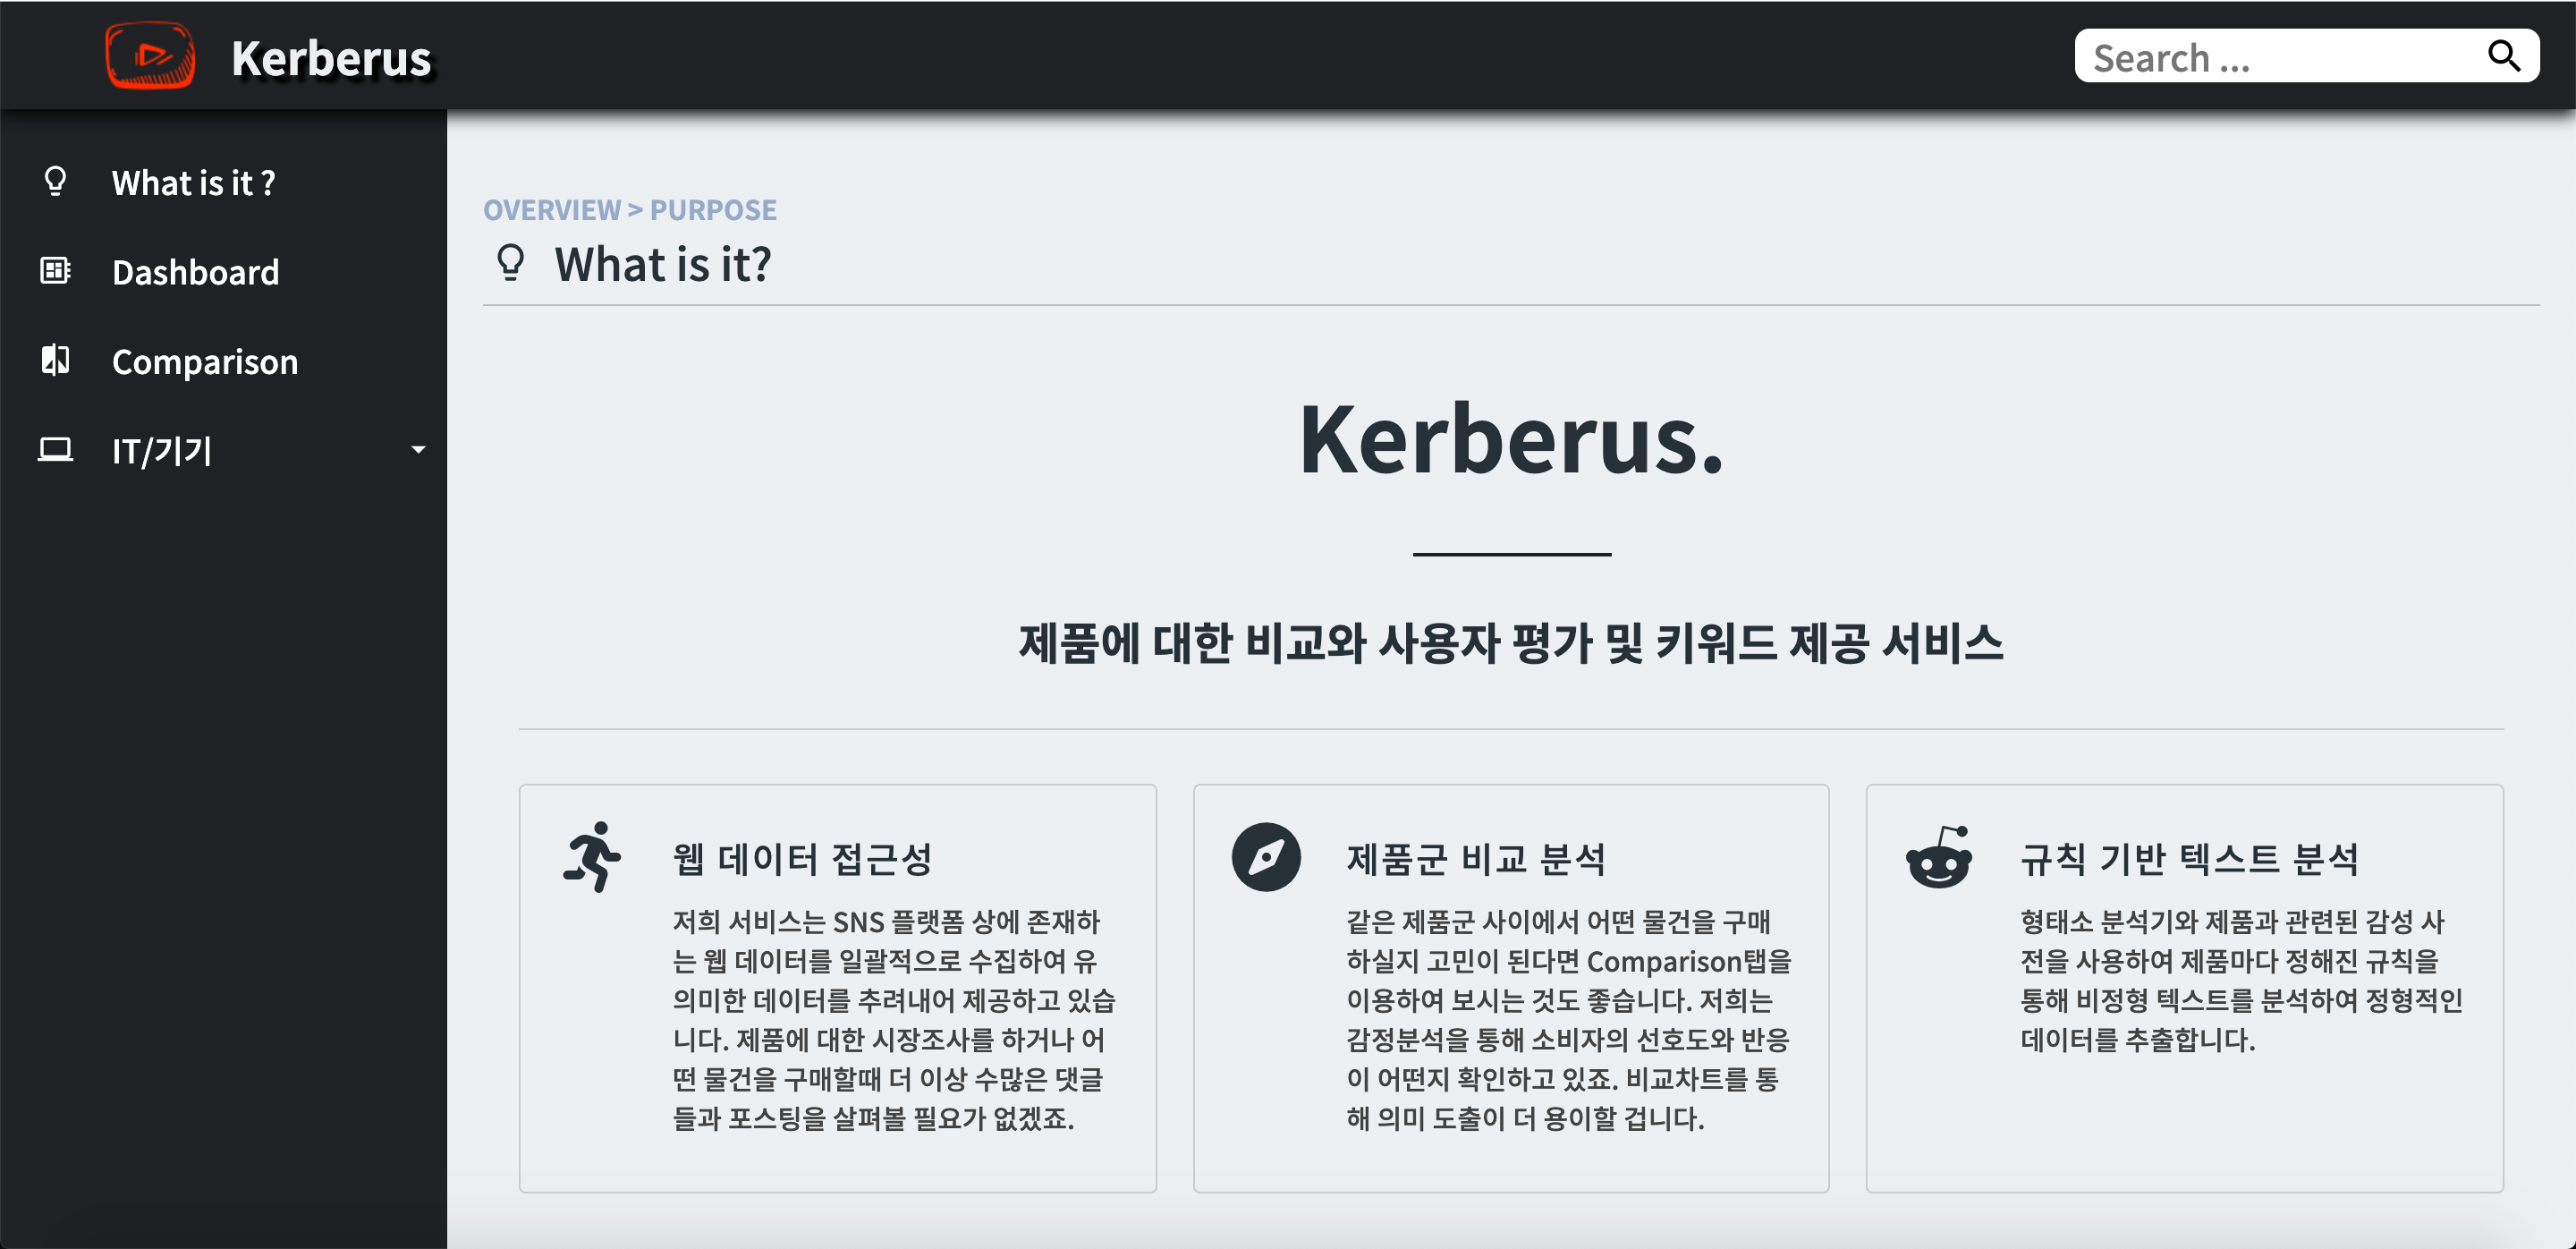 Kerberus
Search ...
What is it ?
Dashboard
Comparison
IT/기기
OVERVIEW > PURPOSE
What is it?
Kerberus.
제품에 대한 비교와 사용자 평가 및 키워드 제공 서비스
웹 데이터 접근성
저희 서비스는 SNS 플랫폼 상에 존재하
는 웹 데이터를 일괄적으로 수집하여 유
의미한 데이터를 추려내어 제공하고 있습
니다. 제품에 대한 시장조사를 하거나 어
떤 물건을 구매할때 더 이상 수많은 댓글
들과 포스팅을 살펴볼 필요가 없겠죠.
제품군 비교 분석
같은 제품군 사이에서 어떤 물건을 구매
하실지 고민이 된다면 Comparison탭을
이용하여 보시는 것도 좋습니다. 저희는
감정분석을 통해 소비자의 선호도와 반응
이 어떤지 확인하고 있죠. 비교차트를 통
해 의미 도출이 더 용이할 겁니다.
규칙 기반 텍스트 분석
형태소 분석기와 제품과 관련된 감성 사
전을 사용하여 제품마다 정해진 규칙을
통해 비정형 텍스트를 분석하여 정형적인
데이터를 추출합니다.